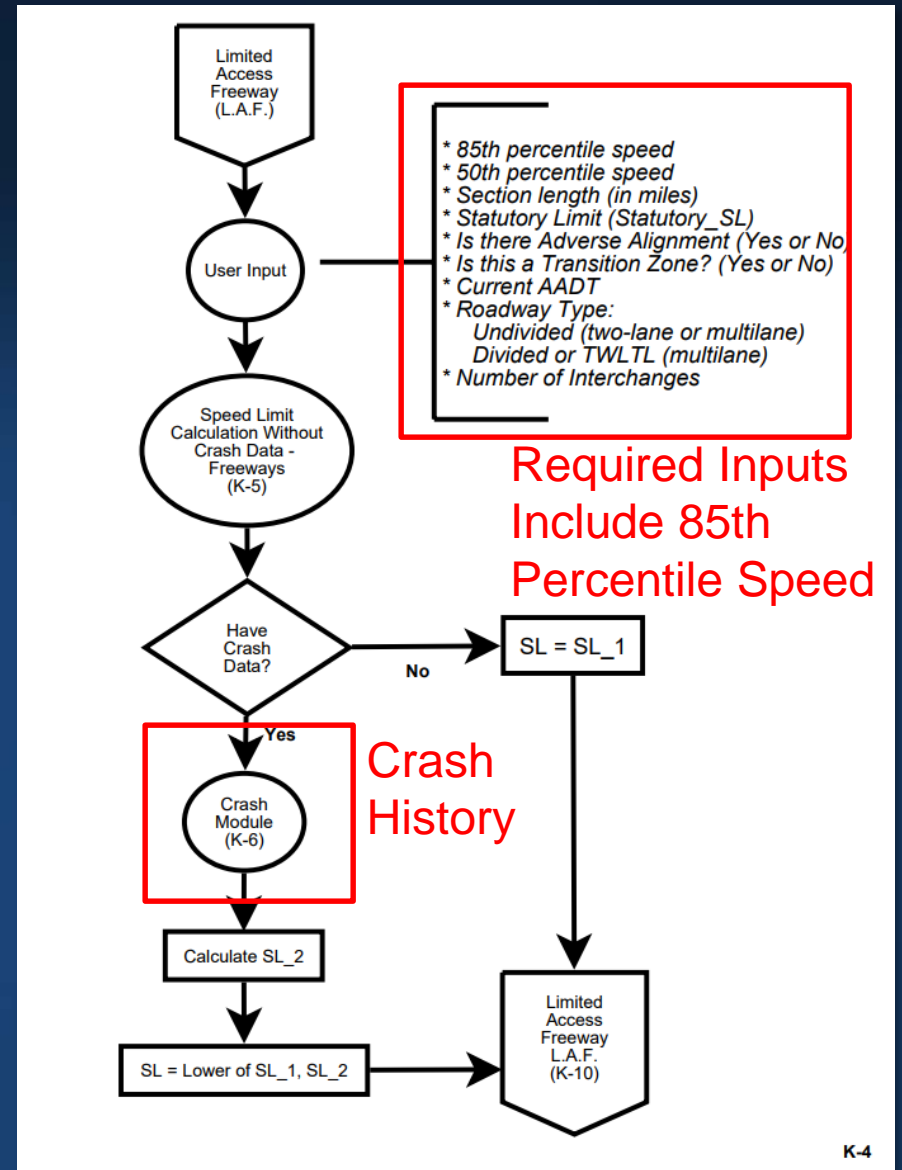 Limited
Access
Freeway
(L.A.F.)
* 85th percentile speed
* 50th percentile speed
* Section length (in miles)
* Statutory Limit (Statutory_SL)
* Is there Adverse Alignment (Yes or No)
* Is this a Transition Zone? (Yes or No)
* Current AADT
* Roadway Type:
Undivided (two-lane or multilane)
Divided or TWLTL (multilane)
* Number of Interchanges
User Input
Required Inputs
Include 85th
Percentile Speed
Speed Limit
Calculation Without
Crash Data -
Freeways
(K-5)
Have
Crash
Data?
No
SL = SL_1
Yes
Crash
Module
(K-6)
Crash
History
Calculate SL_2
SL = Lower of SL_1, SL_2
Limited
Access
Freeway
L.A.F.
(K-10)
K-4